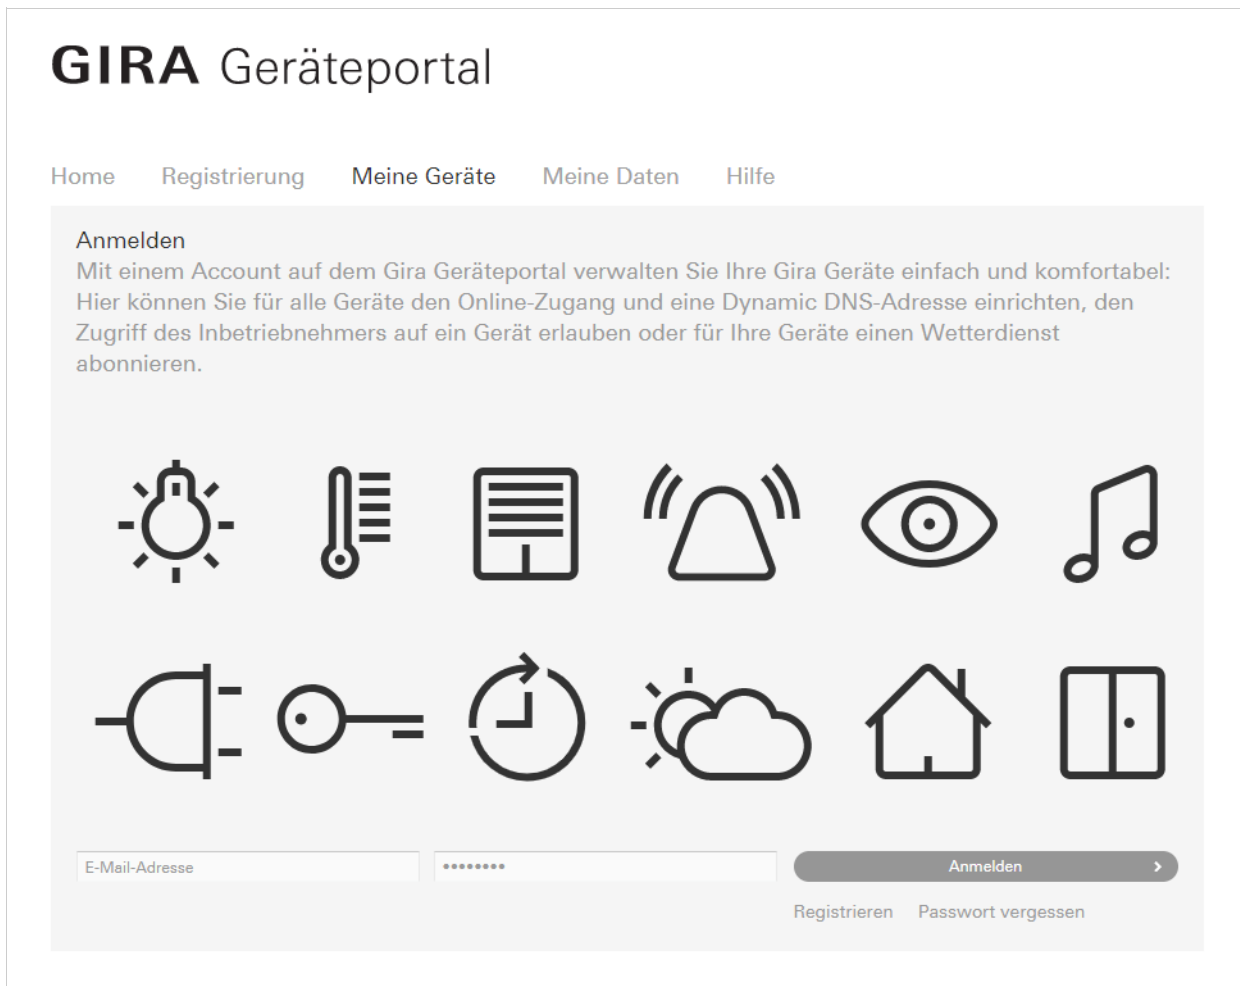 GIRA Geräteportal
Home Registrierung Meine Geräte Meine Daten Hilfe
Anmelden
Mit einem Account auf dem Gira Geräteportal verwalten Sie Ihre Gira Geräte einfach und komfortabel:
Hier können Sie für alle Geräte den Online-Zugang und eine Dynamic DNS-Adresse einrichten, den
Zugriff des Inbetriebnehmers auf ein Gerät erlauben oder für Ihre Geräte einen Wetterdienst
abonnieren.
E-Mail-Adresse •••••••• Anmelden
Registrieren Passwort vergessen